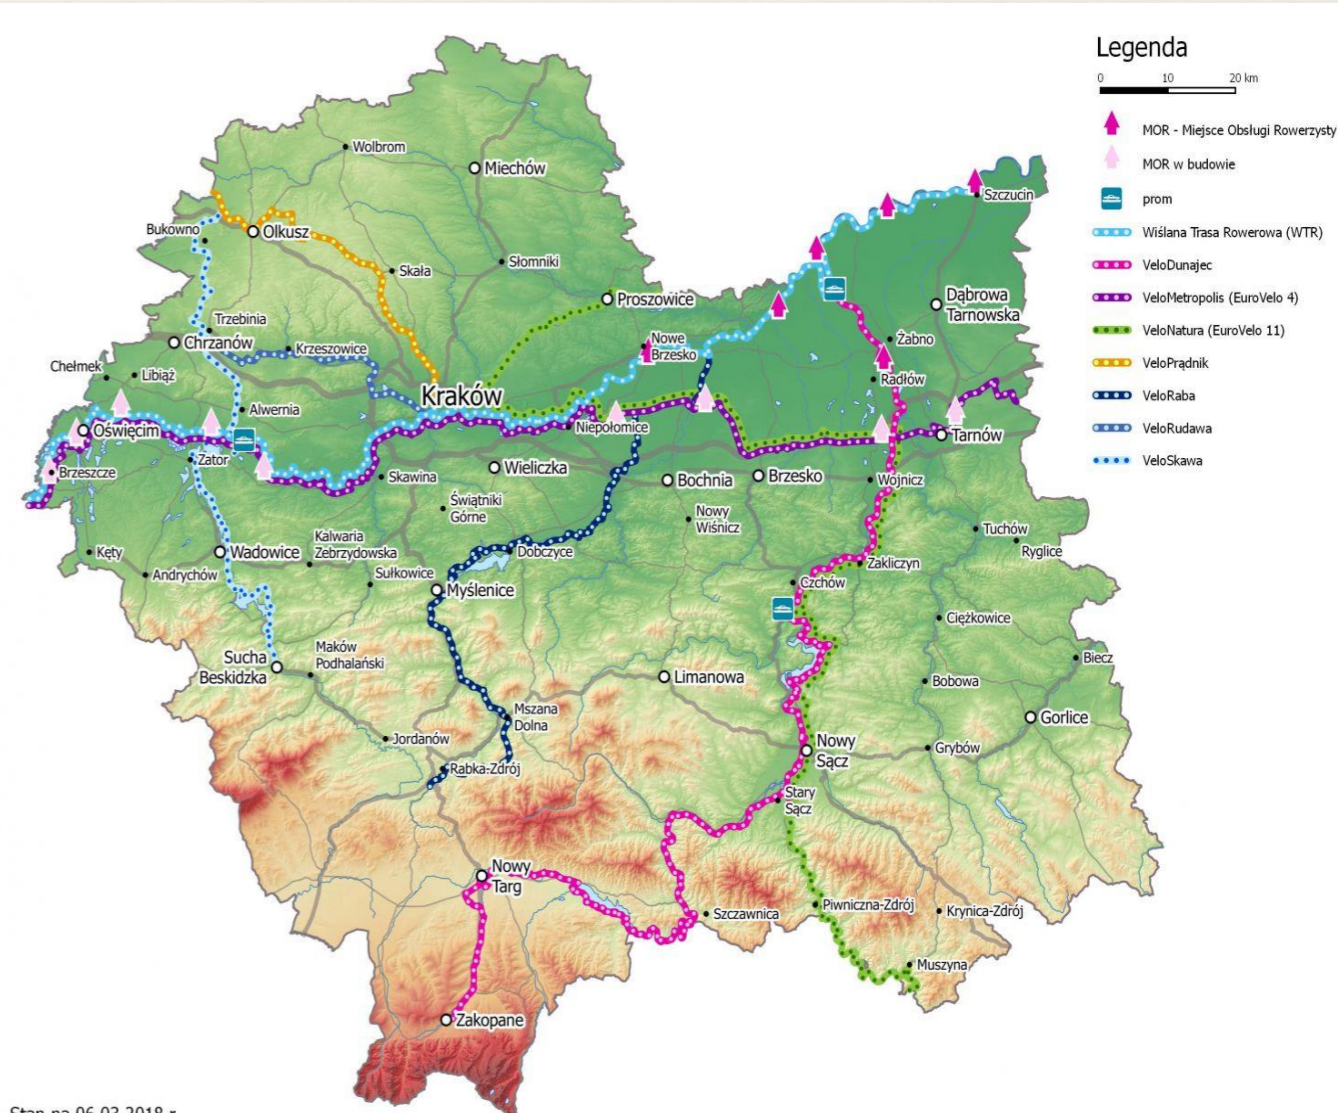 Legenda
0 10 20 km
MOR - Miejsce Obsługi Rowerzysty
MOR w budowie
prom
Wiślana Trasa Rowerowa (WTR)
VeloDunajec
VeloMetropolis (EuroVelo 4)
VeloNatura (EuroVelo 11)
VeloPrądnik
VeloRaba
VeloRudawa
VeloSkawa
Wolbrom
Miechów
Szczucin
Bukowno
Olkusz
Skała
Słomniki
Proszowice
Dąbrowa
Tarnowska
Trzebinia
Chrzanów
Krzeszowice
Nowe
Brzesko
Żabno
Chełmek
Libiąż
Radłów
Kraków
Alwernia
Oświęcim
Niepołomice
Tarnów
Brzeszcze
Zator
Skawina
Wieliczka
Bochnia
Brzesko
Wojnicz
Świątniki
Górne
Nowy
Wiśnicz
Tuchów
Ryglice
Kęty
Wadowice
Kalwaria
Zebrzydowska
Dobczyce
Andrychów
Sułkowice
Myślenice
Zakliczyn
Czchów
Ciężkowice
Sucha
Beskidzka
Maków
Podhalański
Limanowa
Biecz
Bobowa
Mszana
Dolna
Gorlice
Jordanów
Nowy
Sącz
Grybów
Rabka-Zdrój
Stary
Sącz
Nowy
Targ
Szczawnica
Piwniczna-Zdrój
Krynica-Zdrój
Muszyna
Zakopane
Stan na 06.03.2018 r.